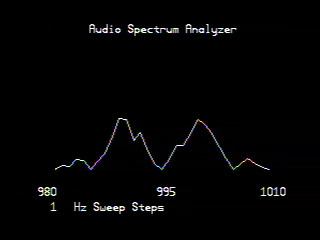 Audio Spectrum Analyzer
980 995 1010
1 Hz Sweep Steps